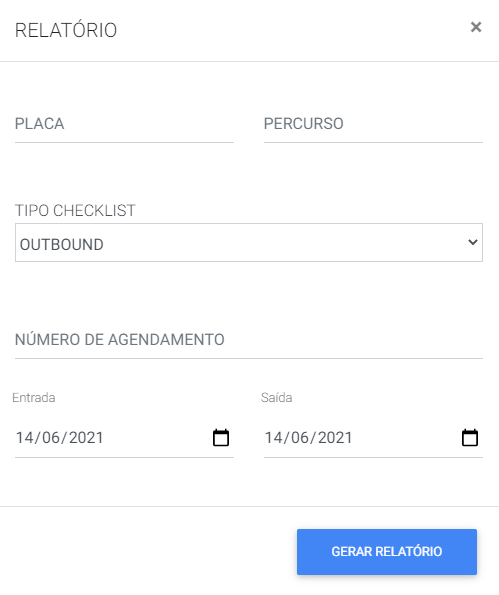 RELATÓRIO ×
PLACA PERCURSO
TIPO CHECKLIST
OUTBOUND
NÚMERO DE AGENDAMENTO
Entrada Saída
14/06/2021 14/06/2021
GERAR RELATÓRIO